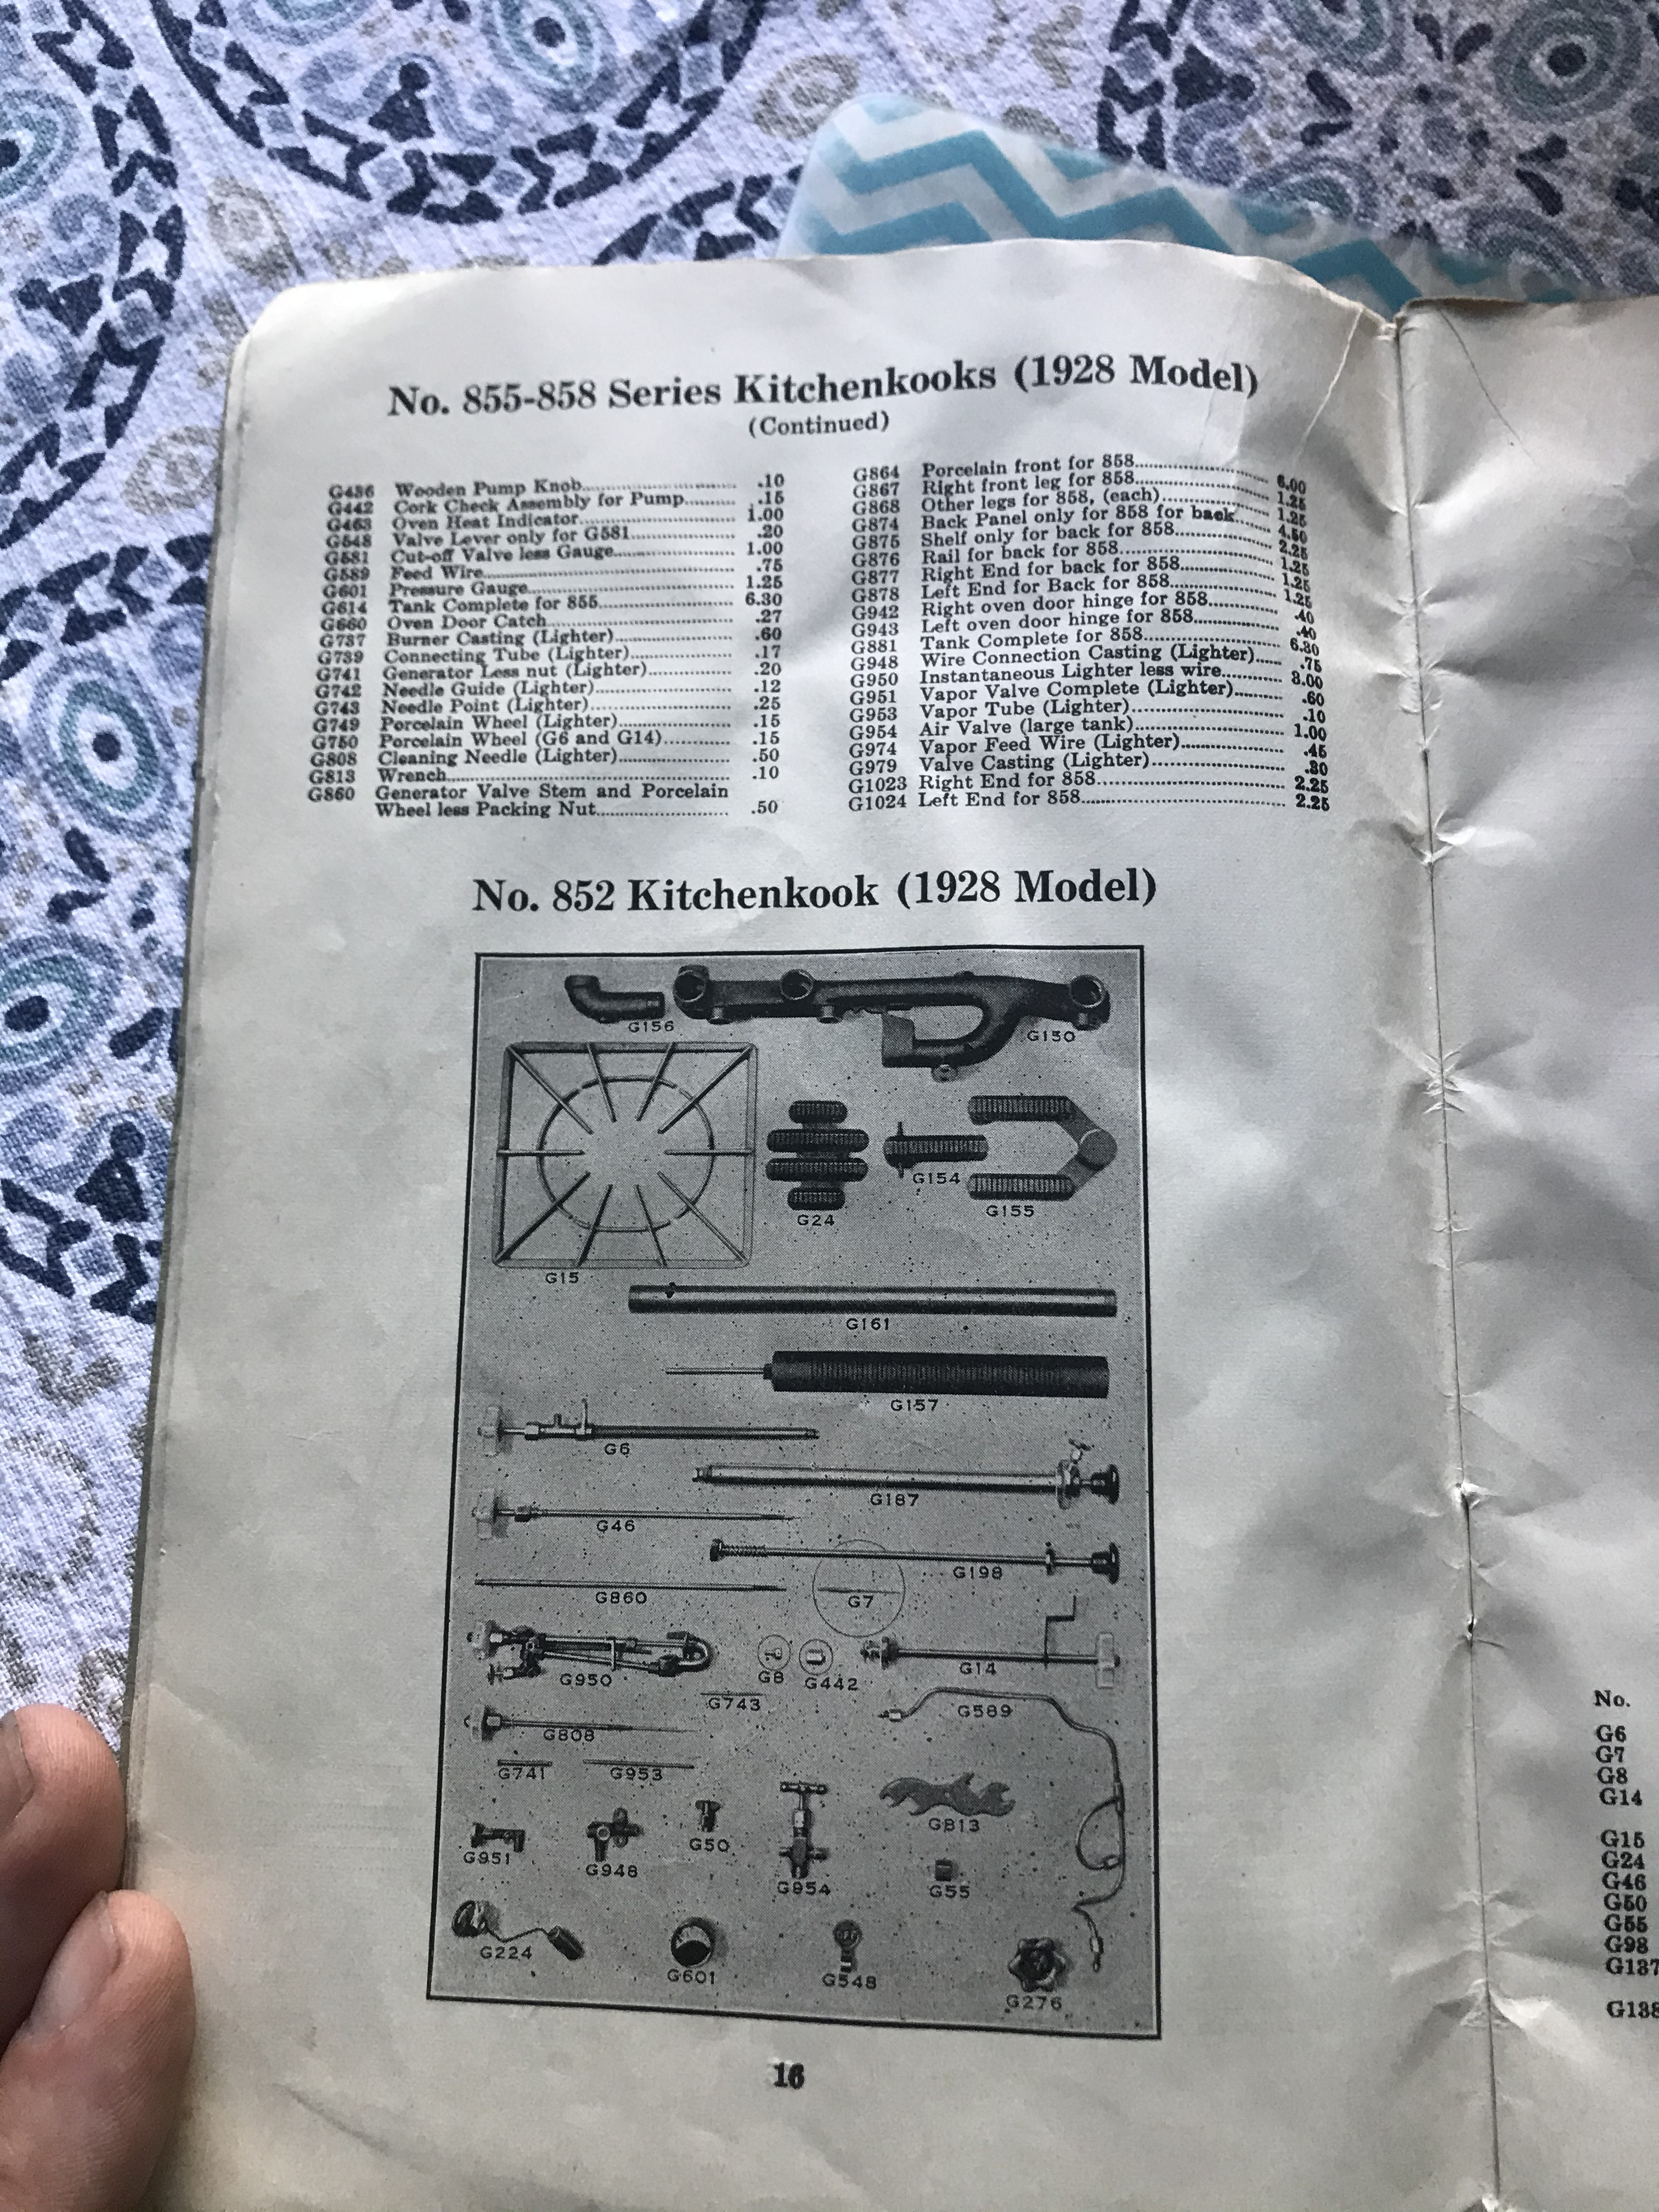 No. 855-858 Series Kitchenkooks (1928 Model)
(Continued)
G436 Wooden Pump Knob .10
G442 Cork Check Assembly for Pump .15
G463 Oven Heat Indicator 1.00
G548 Valve Lever only for G581 .20
G581 Cut-off Valve less Gauge 1.00
G589 Feed Wire .75
G601 Pressure Gauge 1.25
G614 Tank Complete for 855 6.30
G660 Oven Door Catch .27
G737 Burner Casting (Lighter) .60
G739 Connecting Tube (Lighter) .17
G741 Generator Less nut (Lighter) .20
G742 Needle Guide (Lighter) .12
G743 Needle Point (Lighter) .25
G749 Porcelain Wheel (Lighter) .15
G750 Porcelain Wheel (G6 and G14) .15
G808 Cleaning Needle (Lighter) .50
G813 Wrench .10
G860 Generator Valve Stem and Porcelain
Wheel less Packing Nut .50
G864 Porcelain front for 858 6.00
G867 Right front leg for 858 1.25
G868 Other legs for 858, (each) 1.25
G874 Back Panel only for 858 for back 4.50
G875 Shelf only for back for 858 2.25
G876 Rail for back for 858 1.25
G877 Right End for back for 858 1.25
G878 Left End for Back for 858 1.25
G942 Right oven door hinge for 858 .40
G943 Left oven door hinge for 858 .40
G881 Tank Complete for 858 6.30
G948 Wire Connection Casting (Lighter) .75
G950 Instantaneous Lighter less wire 3.00
G951 Vapor Valve Complete (Lighter) .60
G953 Vapor Tube (Lighter) .10
G954 Air Valve (large tank) 1.00
G974 Vapor Feed Wire (Lighter) .45
G979 Valve Casting (Lighter) .30
G1023 Right End for 858 2.25
G1024 Left End for 858 2.25
No. 852 Kitchenkook (1928 Model)
G156
G150
G154
G155
G24
G15
G161
G157
G6
G187
G46
G198
G860
G7
G950
G8
G442
G14
G743
G589
G808
G741
G953
G951
G948
G50
G954
G813
G55
G224
G601
G548
G276
16
No.
G6
G7
G8
G14
G15
G24
G46
G50
G55
G98
G187
G188